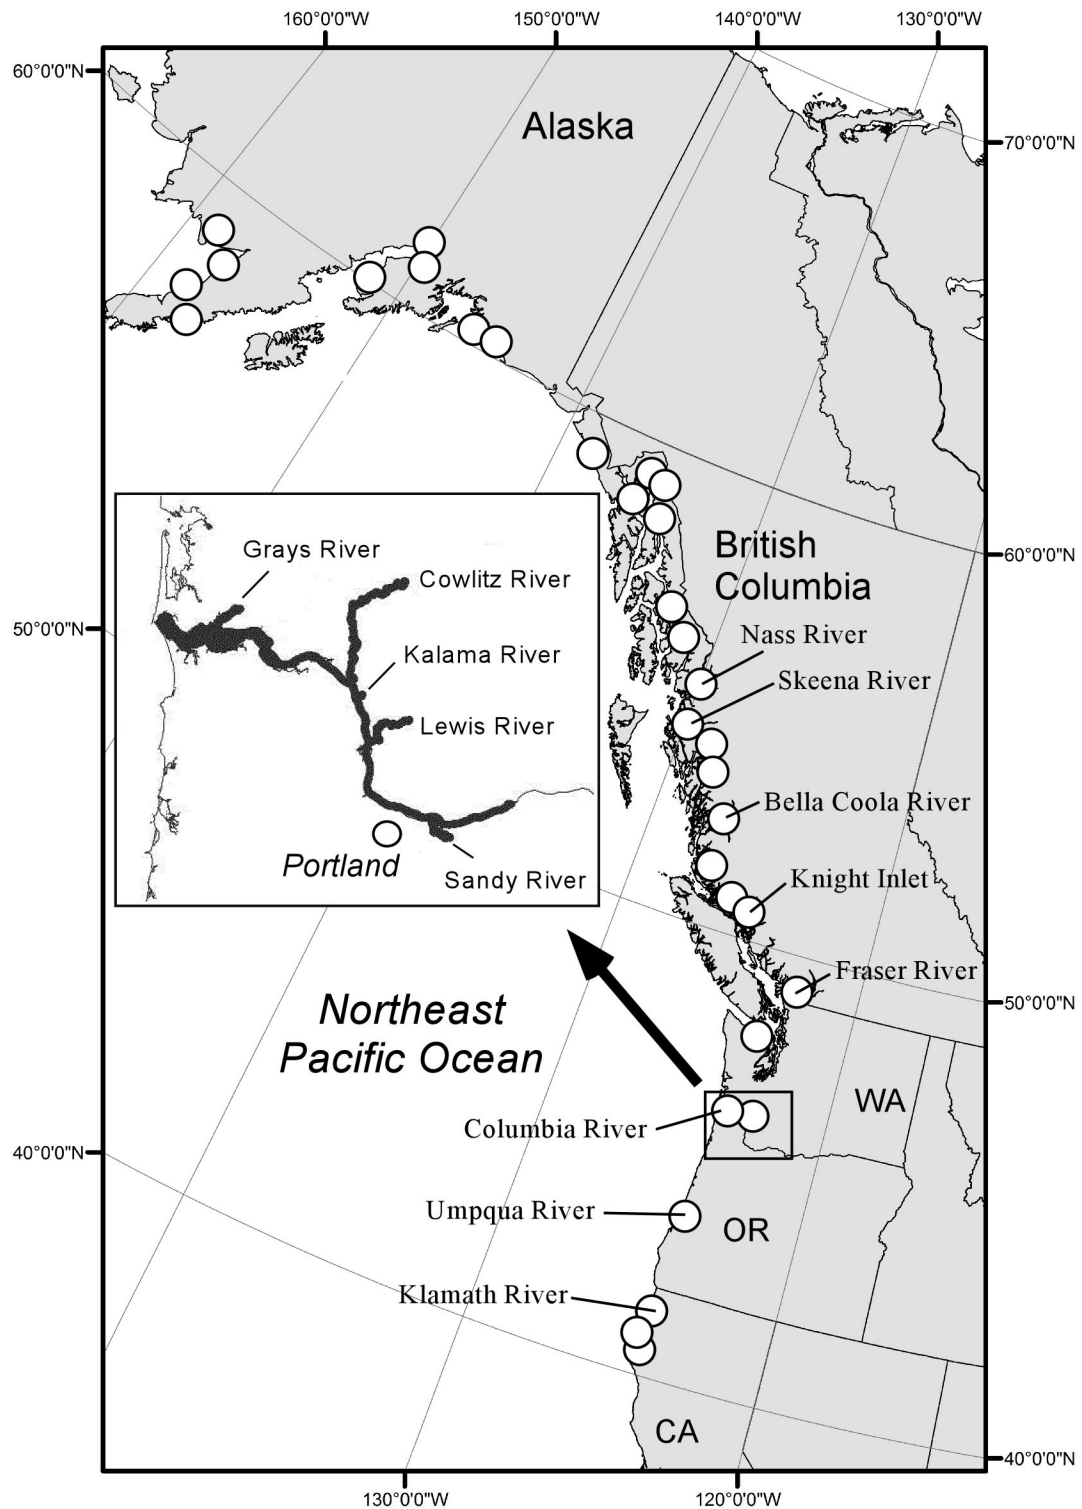 160°0'0"W
150°0'0"W
140°0'0"W
130°0'0"W
60°0'0"N
Alaska
70°0'0"N
British
Columbia
60°0'0"N
Grays River
Cowlitz River
50°0'0"N
Nass River
Kalama River
Skeena River
Lewis River
Bella Coola River
Portland
Sandy River
Knight Inlet
Fraser River
50°0'0"N
Northeast
Pacific Ocean
WA
Columbia River
40°0'0"N
Umpqua River
OR
Klamath River
CA
40°0'0"N
130°0'0"W
120°0'0"W